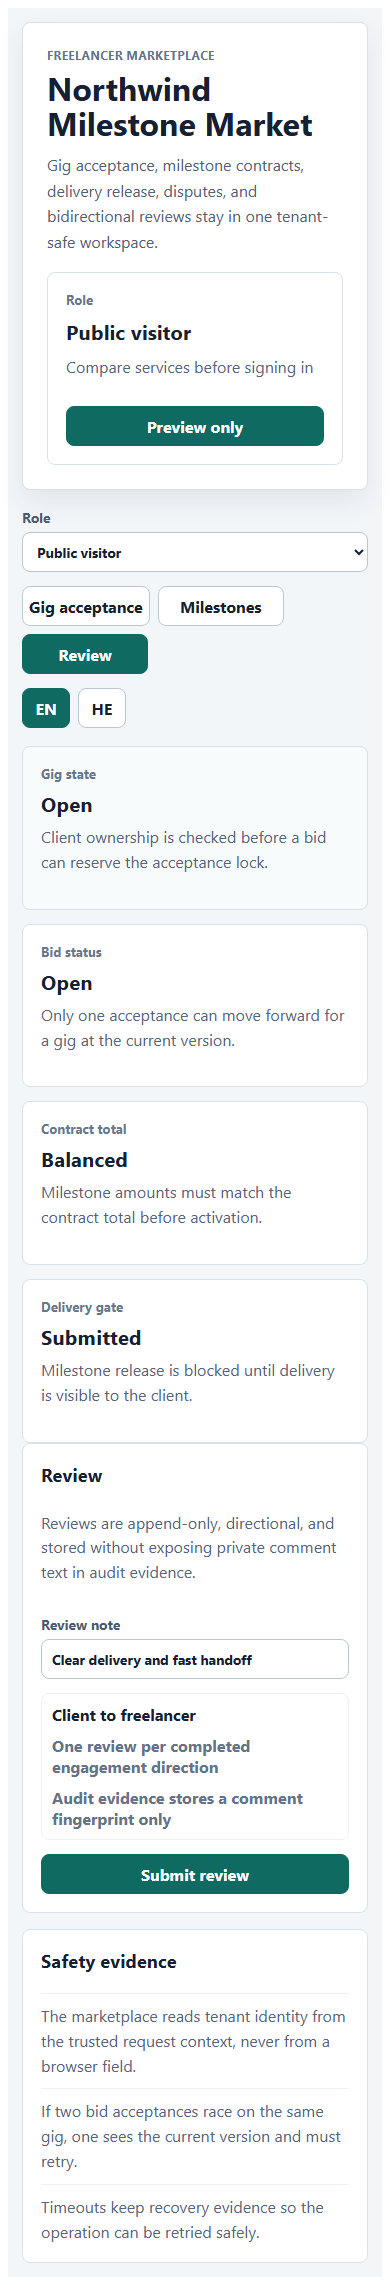 FREELANCER MARKETPLACE
Northwind
Milestone Market
Gig acceptance, milestone contracts,
delivery release, disputes, and
bidirectional reviews stay in one tenant-
safe workspace.
Role
Public visitor
Compare services before signing in
Preview only
Role
Public visitor
Gig acceptance
Milestones
Review
EN
HE
Gig state
Open
Client ownership is checked before a bid
can reserve the acceptance lock.
Bid status
Open
Only one acceptance can move forward for
a gig at the current version.
Contract total
Balanced
Milestone amounts must match the
contract total before activation.
Delivery gate
Submitted
Milestone release is blocked until delivery
is visible to the client.
Review
Reviews are append-only, directional, and
stored without exposing private comment
text in audit evidence.
Review note
Clear delivery and fast handoff
Client to freelancer
One review per completed
engagement direction
Audit evidence stores a comment
fingerprint only
Submit review
Safety evidence
The marketplace reads tenant identity from
the trusted request context, never from a
browser field.
If two bid acceptances race on the same
gig, one sees the current version and must
retry.
Timeouts keep recovery evidence so the
operation can be retried safely.